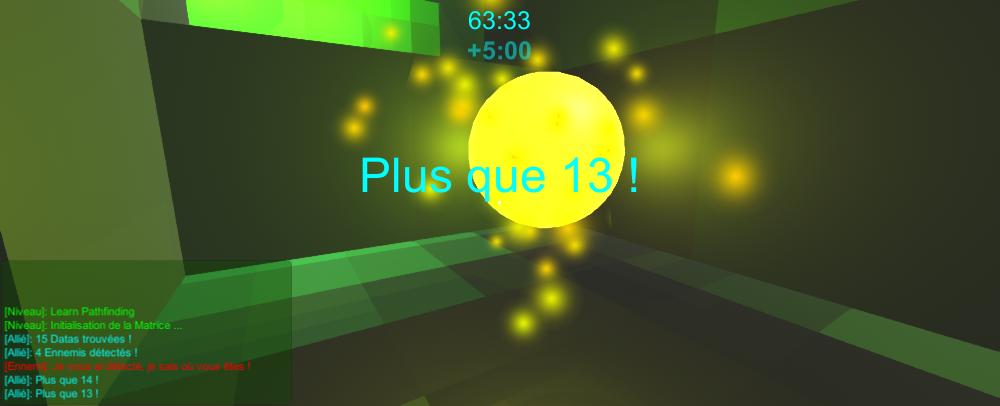 63:33
+5:00
Plus que 13 !
[Niveau]: Learn Pathfinding
[Niveau]: Initialisation de la Matrice ...
[Allié]: 15 Datas trouvées !
[Allié]: 4 Ennemis détectés !
[Ennemi]: Je vous ai détecté, je sais où vous êtes !
[Allié]: Plus que 14 !
[Allié]: Plus que 13 !